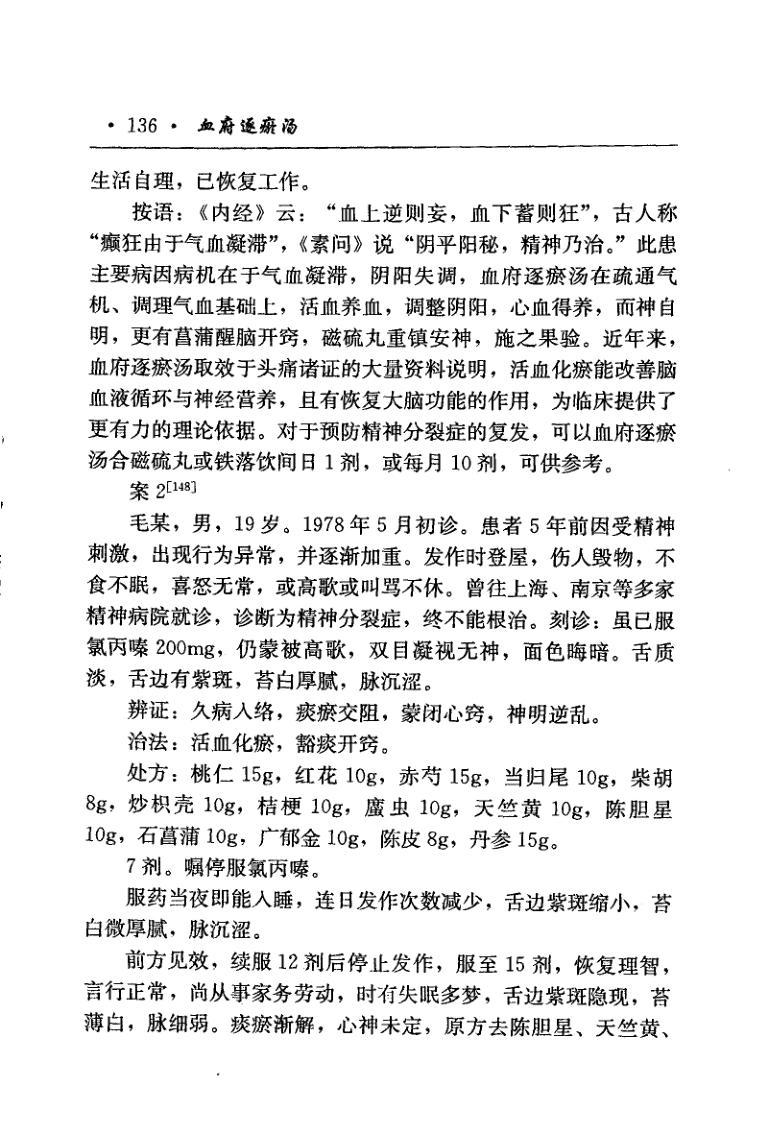 · 136 · 血府逐瘀汤
生活自理，已恢复工作。
按语：《内经》云：“血上逆则妄，血下蓄则狂”，古人称
“癫狂由于气血凝滞”，《素问》说“阴平阳秘，精神乃治。”此患
主要病因病机在于气血凝滞，阴阳失调，血府逐瘀汤在疏通气
机、调理气血基础上，活血养血，调整阴阳，心血得养，而神自
明，更有菖蒲醒脑开窍，磁硫丸重镇安神，施之果验。近年来，
血府逐瘀汤取效于头痛诸证的大量资料说明，活血化瘀能改善脑
血液循环与神经营养，且有恢复大脑功能的作用，为临床提供了
更有力的理论依据。对于预防精神分裂症的复发，可以血府逐瘀
汤合磁硫丸或铁落饮间日 1 剂，或每月 10 剂，可供参考。
案 2[148]
毛某，男，19 岁。1978 年 5 月初诊。患者 5 年前因受精神
刺激，出现行为异常，并逐渐加重。发作时登屋，伤人毁物，不
食不眠，喜怒无常，或高歌或叫骂不休。曾往上海、南京等多家
精神病院就诊，诊断为精神分裂症，终不能根治。刻诊：虽已服
氯丙嗪 200mg，仍蒙被高歌，双目凝视无神，面色晦暗。舌质
淡，舌边有紫斑，苔白厚腻，脉沉涩。
辨证：久病入络，痰瘀交阻，蒙闭心窍，神明逆乱。
治法：活血化瘀，豁痰开窍。
处方：桃仁 15g，红花 10g，赤芍 15g，当归尾 10g，柴胡
8g，炒枳壳 10g，桔梗 10g，䗪虫 10g，天竺黄 10g，陈胆星
10g，石菖蒲 10g，广郁金 10g，陈皮 8g，丹参 15g。
7 剂。嘱停服氯丙嗪。
服药当夜即能入睡，连日发作次数减少，舌边紫斑缩小，苔
白微厚腻，脉沉涩。
前方见效，续服 12 剂后停止发作，服至 15 剂，恢复理智，
言行正常，尚从事家务劳动，时有失眠多梦，舌边紫斑隐现，苔
薄白，脉细弱。痰瘀渐解，心神未定，原方去陈胆星、天竺黄、